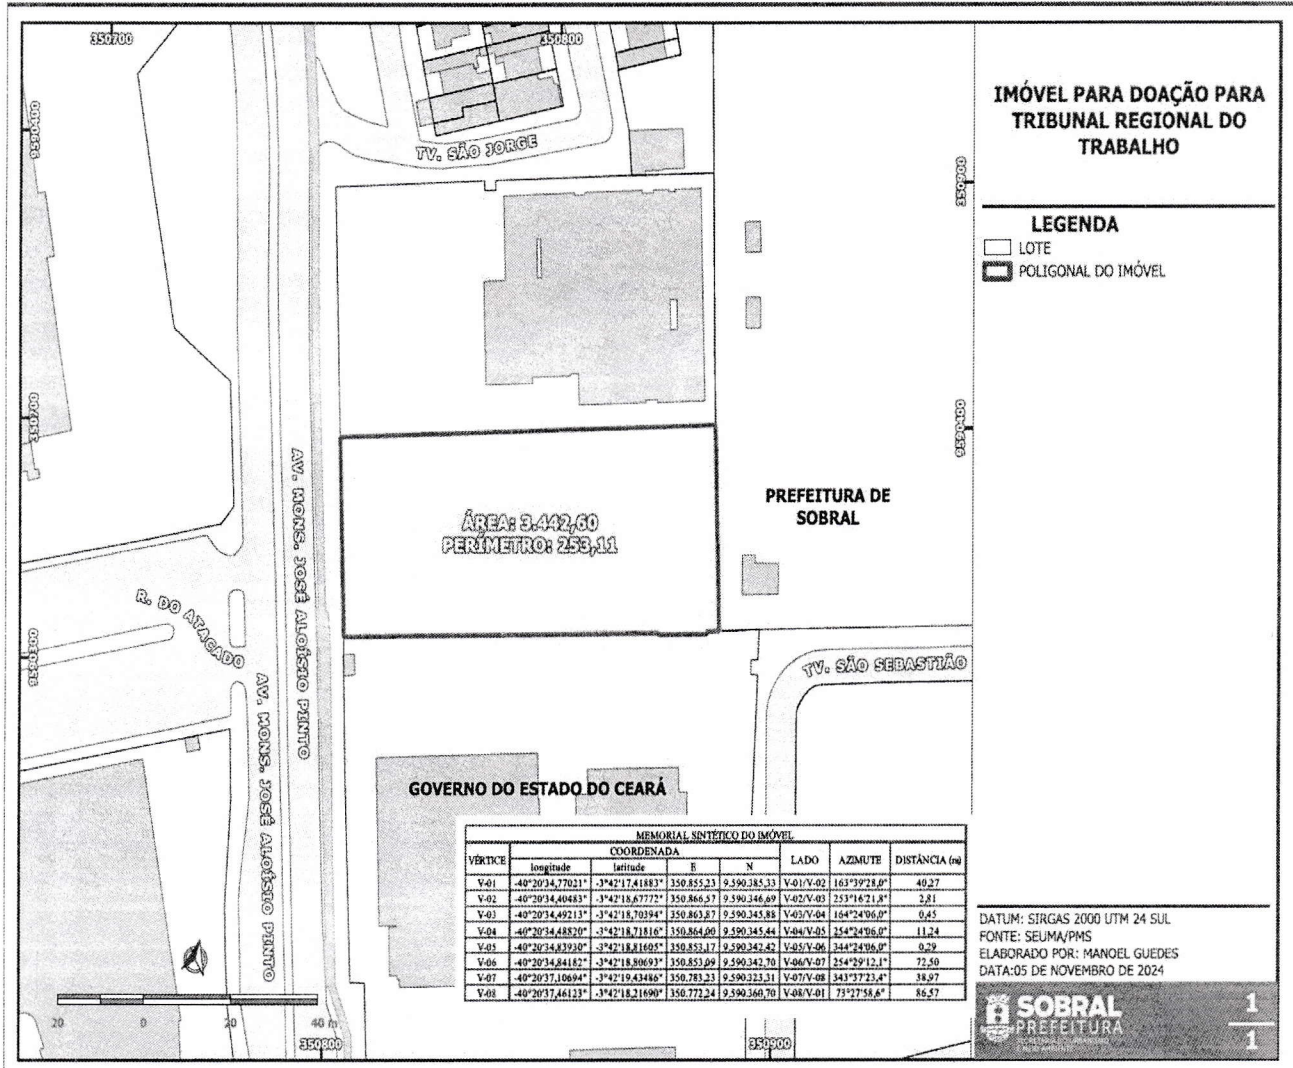 350700
350800
9590400
350900
350700
9590400
9590300
TV. SÃO JORGE
AV. MONS. JOSÉ ALOÍSIO PINTO
AV. MONS. JOSÉ ALOÍSIO PINTO
R. DO ATACADO
ÁREA: 3.442,60
PERÍMETRO: 253,11
PREFEITURA DE
SOBRAL
TV. SÃO SEBASTIÃO
GOVERNO DO ESTADO DO CEARÁ
MEMORIAL SINTÉTICO DO IMÓVEL
VÉRTICE COORDENADA LADO AZIMUTE DISTÂNCIA (m)
longitude latitude E N
V-01 -40°20'34,77021" -3°42'17,41883" 350.855,23 9.590.385,33 V-01/V-02 163°39'28,0" 40,27
V-02 -40°20'34,40483" -3°42'18,67772" 350.866,57 9.590.346,69 V-02/V-03 253°16'21,8" 2,81
V-03 -40°20'34,49213" -3°42'18,70394" 350.863,87 9.590.345,88 V-03/V-04 164°24'06,0" 0,45
V-04 -40°20'34,48820" -3°42'18,71816" 350.864,00 9.590.345,44 V-04/V-05 254°24'06,0" 11,24
V-05 -40°20'34,83930" -3°42'18,81605" 350.853,17 9.590.342,42 V-05/V-06 344°24'06,0" 0,29
V-06 -40°20'34,84182" -3°42'18,80693" 350.853,09 9.590.342,70 V-06/V-07 254°29'12,1" 72,50
V-07 -40°20'37,10694" -3°42'19,43486" 350.783,23 9.590.323,31 V-07/V-08 343°37'23,4" 38,97
V-08 -40°20'37,46123" -3°42'18,21690" 350.772,24 9.590.360,70 V-08/V-01 73°27'58,6" 86,57
20 0 20 40 m
350800
350900
IMÓVEL PARA DOAÇÃO PARA
TRIBUNAL REGIONAL DO
TRABALHO
LEGENDA
LOTE
POLIGONAL DO IMÓVEL
DATUM: SIRGAS 2000 UTM 24 SUL
FONTE: SEUMA/PMS
ELABORADO POR: MANOEL GUEDES
DATA:05 DE NOVEMBRO DE 2024
SOBRAL
PREFEITURA
1
1